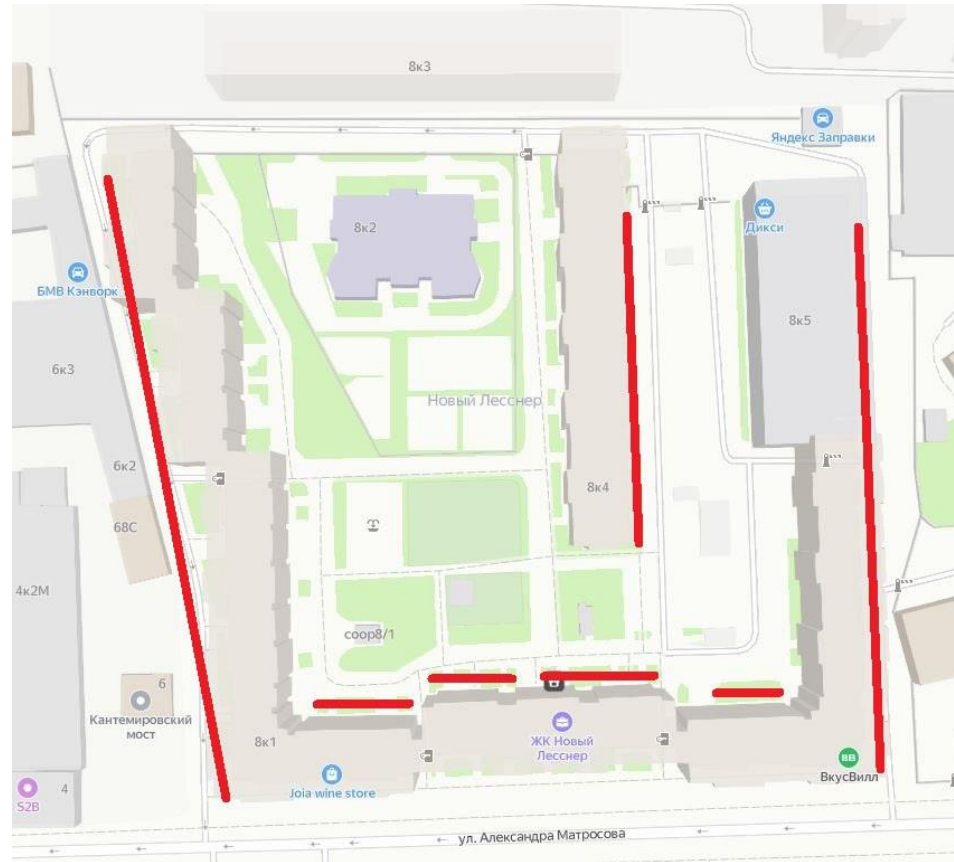 8к3
Яндекс Заправки
8к2
Дикси
БМВ Кэнворк
8к5
6к3
Новый Лесснер
6к2
8к4
68С
4к2М
соор8/1
6
Кантемировский
мост
8к1
ЖК Новый
Лесснер
ВВ
ВкусВилл
Joia wine store
4
S2B
ул. Александра Матросова